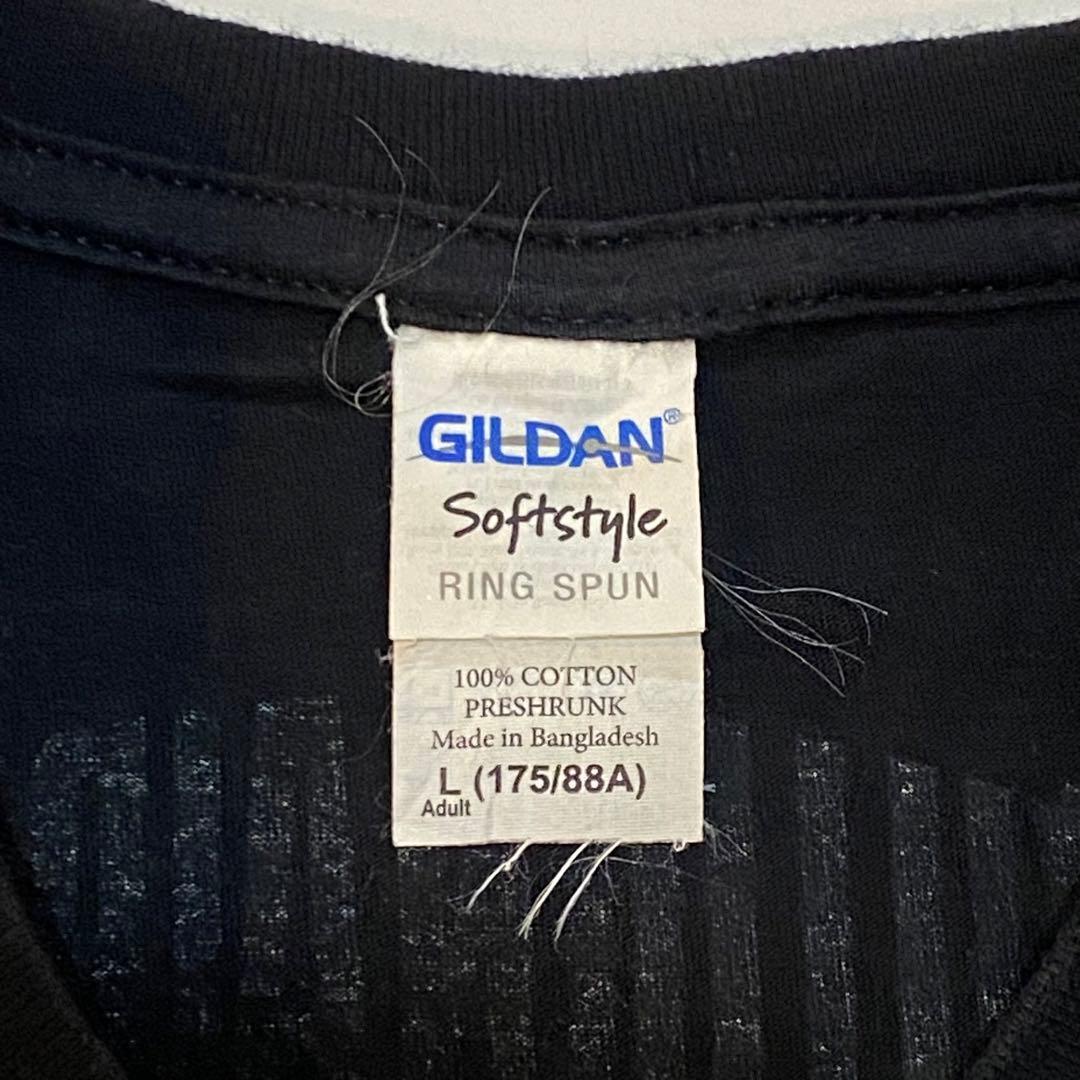 GILDAN®
Softstyle
RING SPUN
100% COTTON
PRESHRUNK
Made in Bangladesh
L (175/88A)
Adult